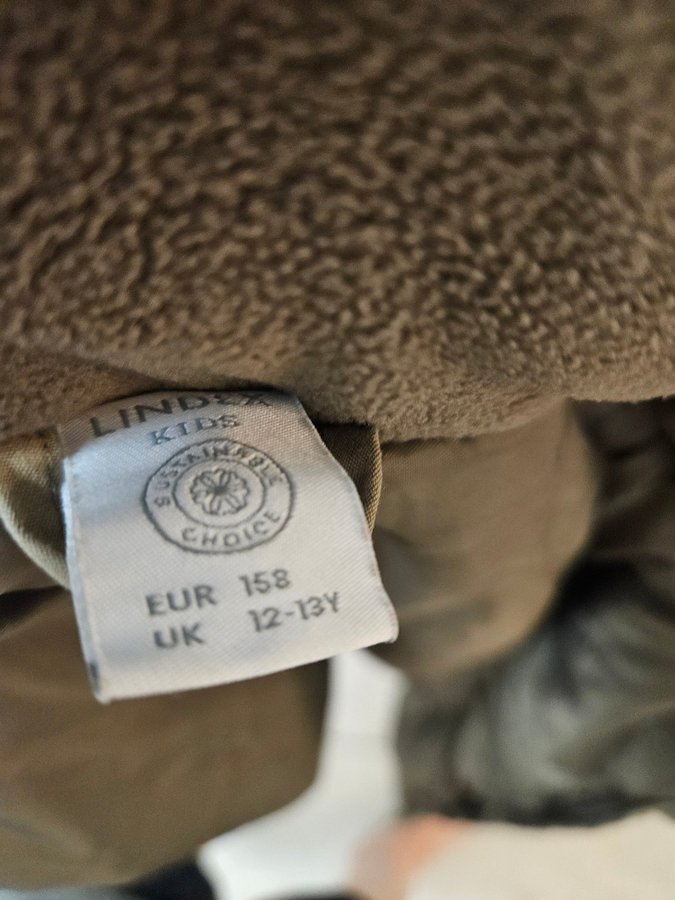 LINDEX
KIDS
SUSTAINABLE
CHOICE
EUR 158
UK 12-13Y